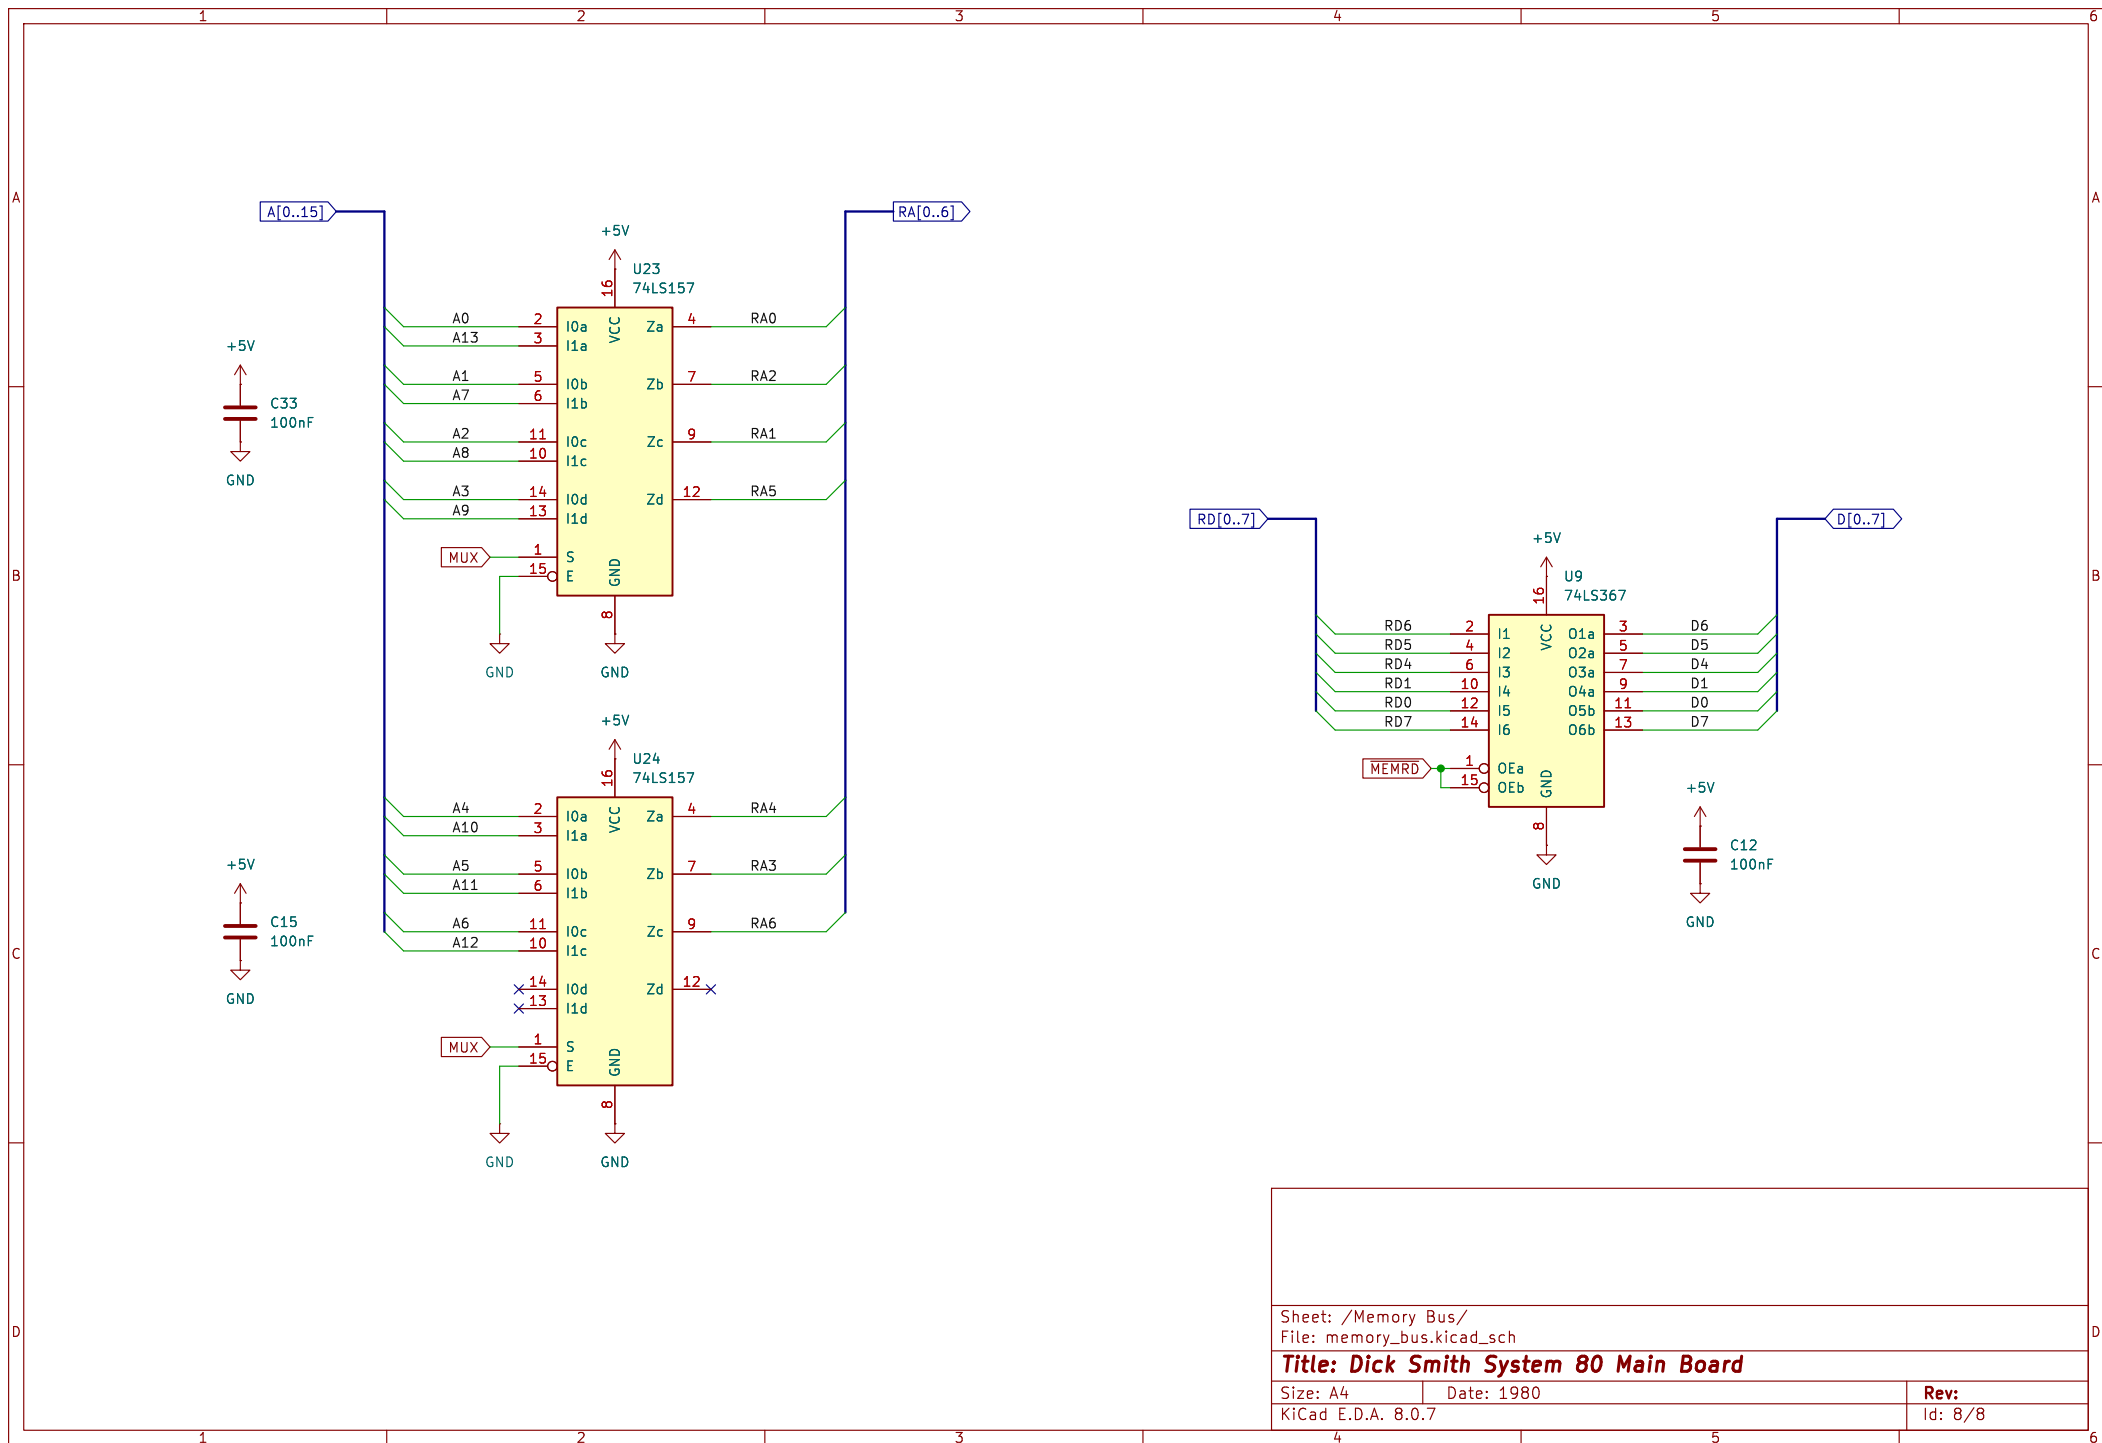 1 2 3 4 5 6
A A
B B
C C
D D
A[0..15]
RA[0..6]
+5V
U23
74LS157
16
VCC
A0 2 I0a Za 4 RA0
A13 3 I1a
A1 5 I0b Zb 7 RA2
A7 6 I1b
A2 11 I0c Zc 9 RA1
A8 10 I1c
A3 14 I0d Zd 12 RA5
A9 13 I1d
MUX 1 S
15 E
GND
8
GND
GND
+5V
C33
100nF
GND
+5V
U24
74LS157
16
VCC
A4 2 I0a Za 4 RA4
A10 3 I1a
A5 5 I0b Zb 7 RA3
A11 6 I1b
A6 11 I0c Zc 9 RA6
A12 10 I1c
14 I0d Zd 12
13 I1d
MUX 1 S
15 E
GND
8
GND
GND
+5V
C15
100nF
GND
RD[0..7]
D[0..7]
+5V
U9
74LS367
16
VCC
RD6 2 I1 O1a 3 D6
RD5 4 I2 O2a 5 D5
RD4 6 I3 O3a 7 D4
RD1 10 I4 O4a 9 D1
RD0 12 I5 O5b 11 D0
RD7 14 I6 O6b 13 D7
MEMRD 1 OEa
15 OEb
GND
8
GND
+5V
C12
100nF
GND
Sheet: /Memory Bus/
File: memory_bus.kicad_sch
Title: Dick Smith System 80 Main Board
Size: A4 Date: 1980 Rev:
KiCad E.D.A. 8.0.7 Id: 8/8
1 2 3 4 5 6